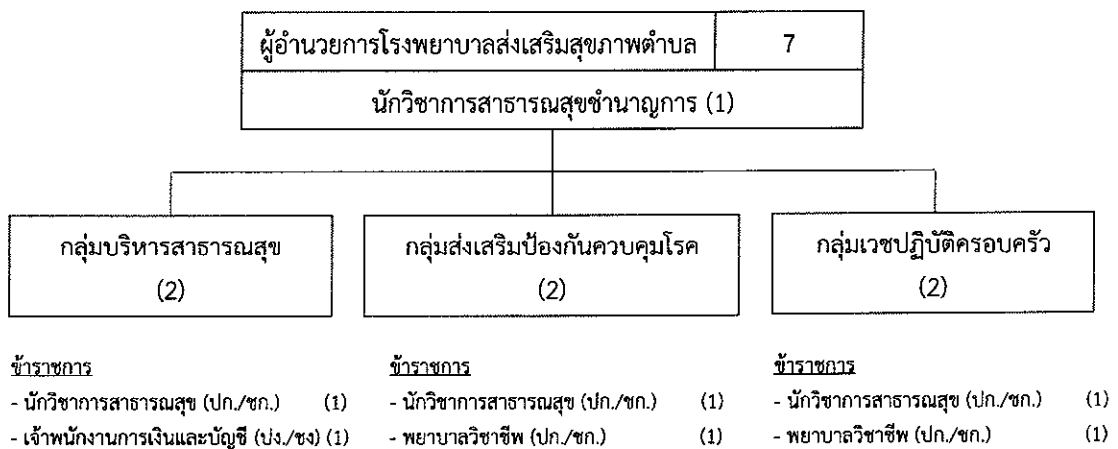 ผู้อำนวยการโรงพยาบาลส่งเสริมสุขภาพตำบล 7
นักวิชาการสาธารณสุขชำนาญการ (1)
กลุ่มบริหารสาธารณสุข
(2)
กลุ่มส่งเสริมป้องกันควบคุมโรค
(2)
กลุ่มเวชปฏิบัติครอบครัว
(2)
ข้าราชการ
- นักวิชาการสาธารณสุข (ปก./ชก.) (1)
- เจ้าพนักงานการเงินและบัญชี (ปง./ชง) (1)
ข้าราชการ
- นักวิชาการสาธารณสุข (ปก./ชก.) (1)
- พยาบาลวิชาชีพ (ปก./ชก.) (1)
ข้าราชการ
- นักวิชาการสาธารณสุข (ปก./ชก.) (1)
- พยาบาลวิชาชีพ (ปก./ชก.) (1)